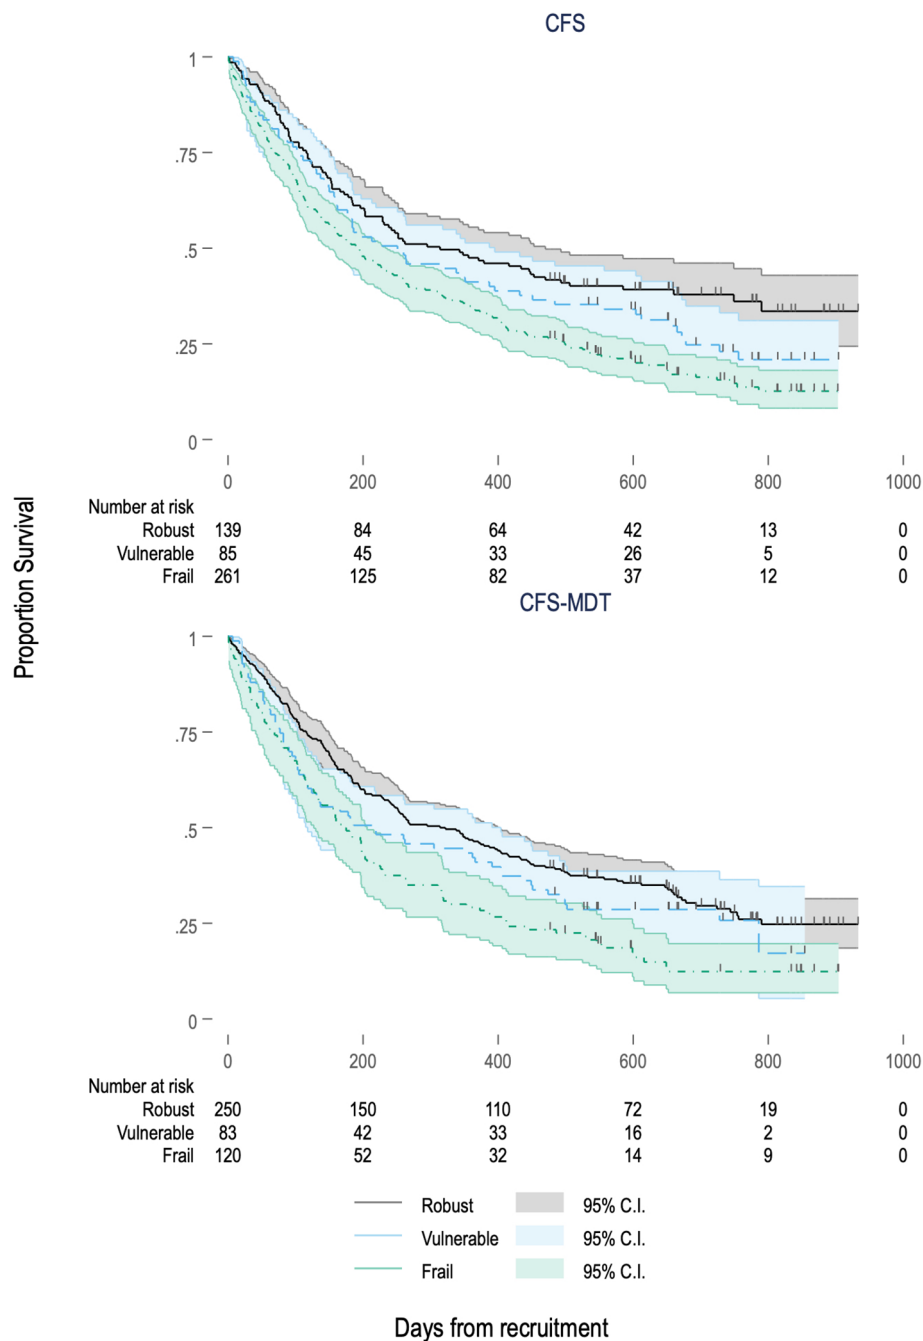 CFS
1
.75
.5
.25
0
0 200 400 600 800 1000
Number at risk
Robust 139 84 64 42 13 0
Vulnerable 85 45 33 26 5 0
Frail 261 125 82 37 12 0
Proportion Survival
CFS-MDT
1
.75
.5
.25
0
0 200 400 600 800 1000
Number at risk
Robust 250 150 110 72 19 0
Vulnerable 83 42 33 16 2 0
Frail 120 52 32 14 9 0
Robust 95% C.I.
Vulnerable 95% C.I.
Frail 95% C.I.
Days from recruitment